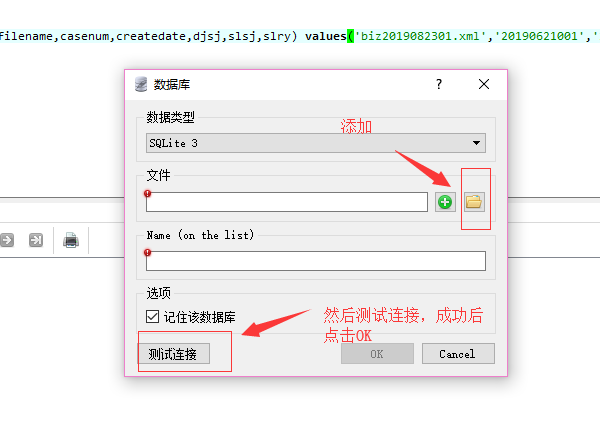 filename,casenum,createdate,djsj,slsj,slry) values('biz2019082301.xml','20190621001','
数据库
?
数据类型
添加
SQLite 3
文件
Name (on the list)
选项
记住该数据库
然后测试连接，成功后
点击OK
测试连接
OK
Cancel